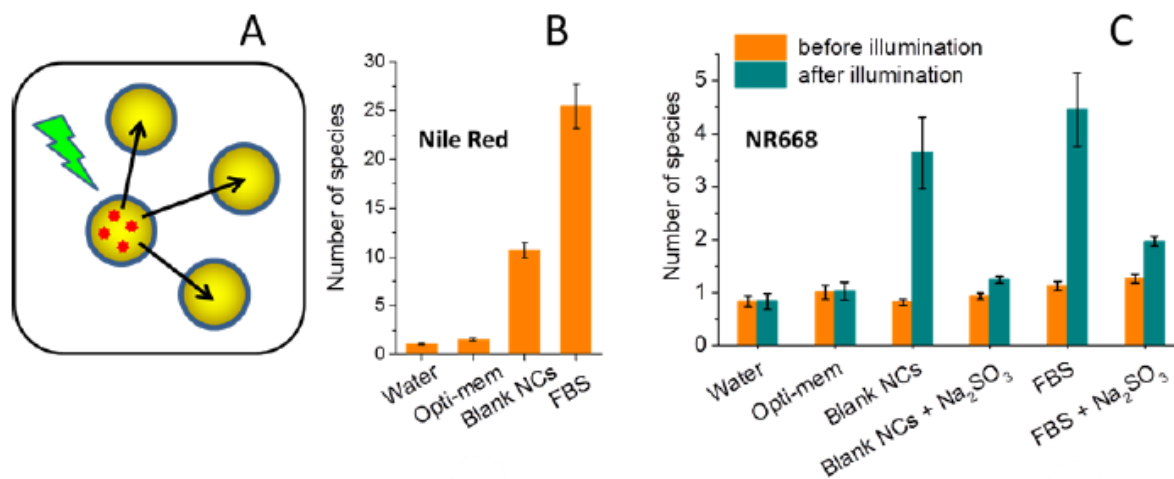 A
B
Number of species
30
25
20
15
10
5
0
Nile Red
Water
Opti-mem
Blank NCs
FBS
C
before illumination
after illumination
Number of species
5
4
3
2
1
0
NR668
Water
Opti-mem
Blank NCs
Blank NCs + Na₂SO₃
FBS
FBS + Na₂SO₃